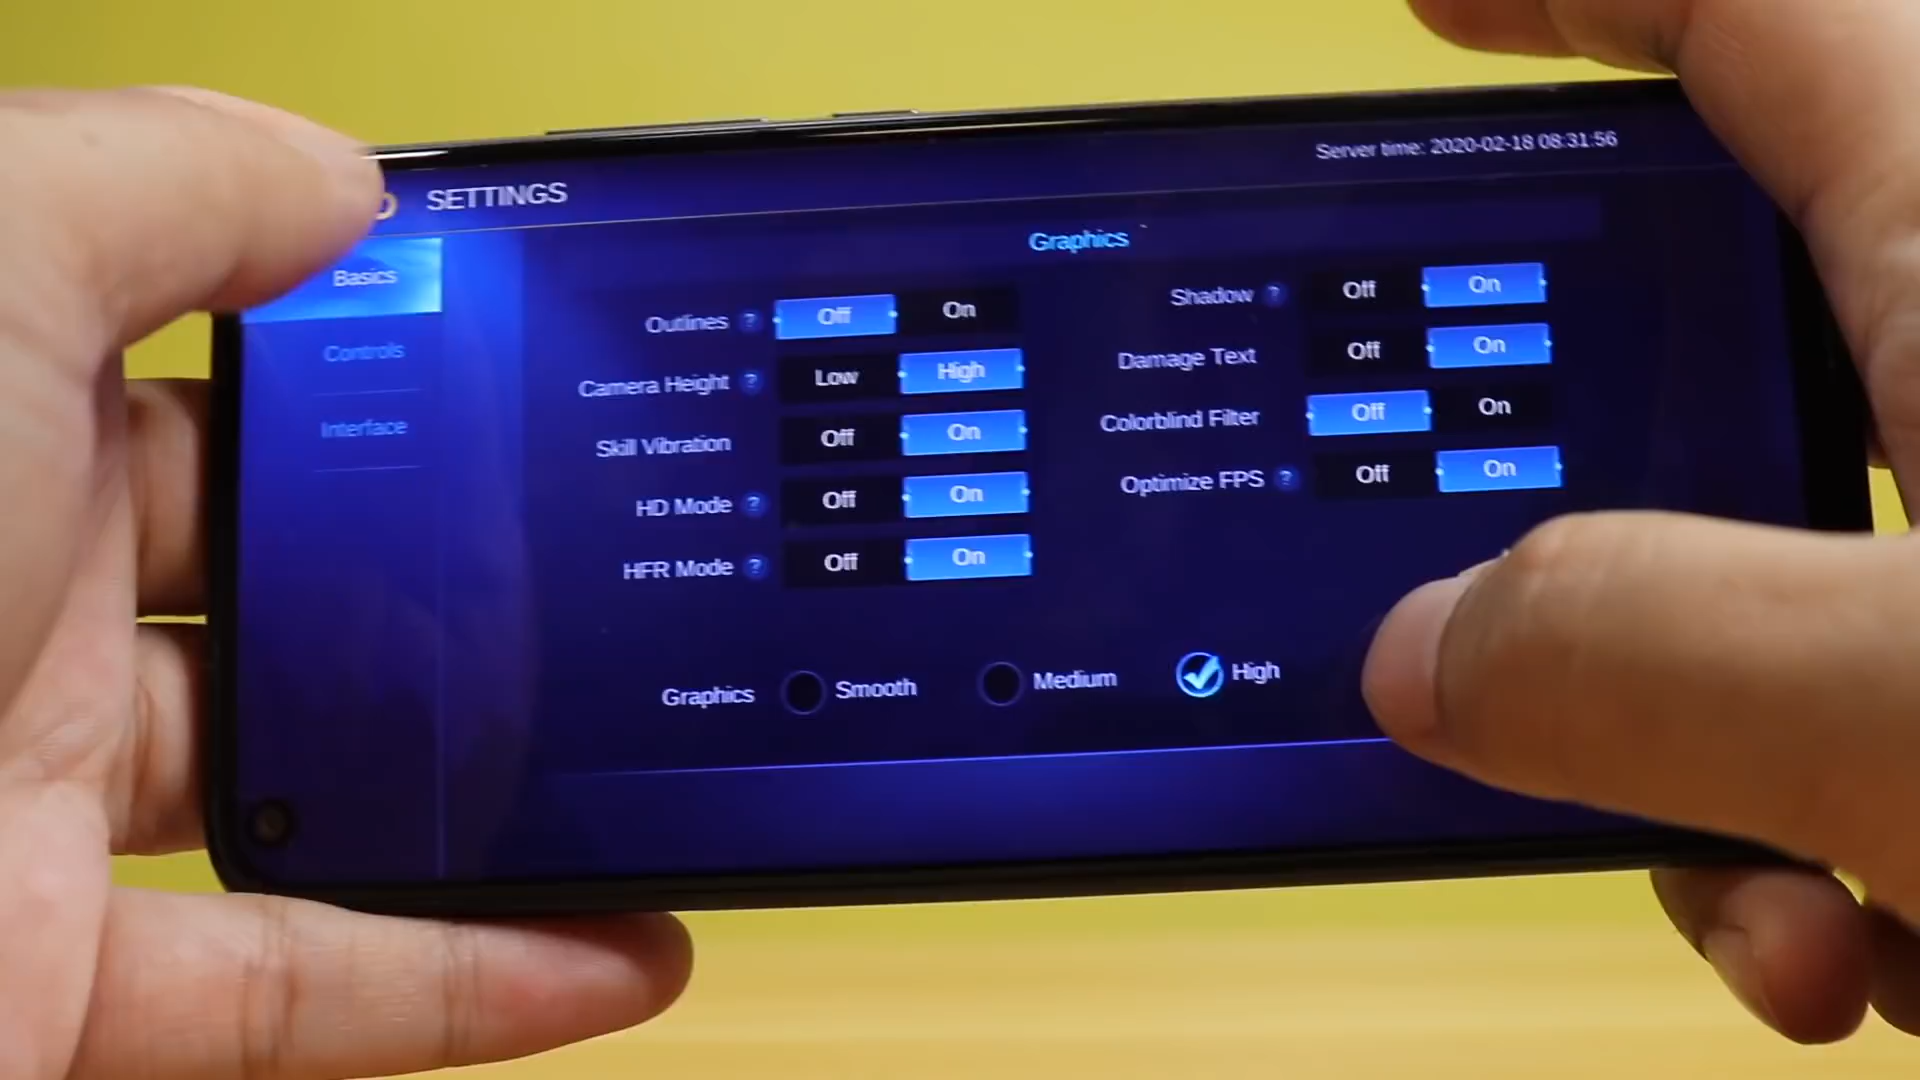 Server time: 2020-02-18 08:31:56
SETTINGS
Basics
Controls
Interface
Graphics
Outlines ? Off On
Camera Height ? Low High
Skill Vibration Off On
HD Mode ? Off On
HFR Mode ? Off On
Shadow ? Off On
Damage Text Off On
Colorblind Filter Off On
Optimize FPS ? Off On
Graphics Smooth Medium High